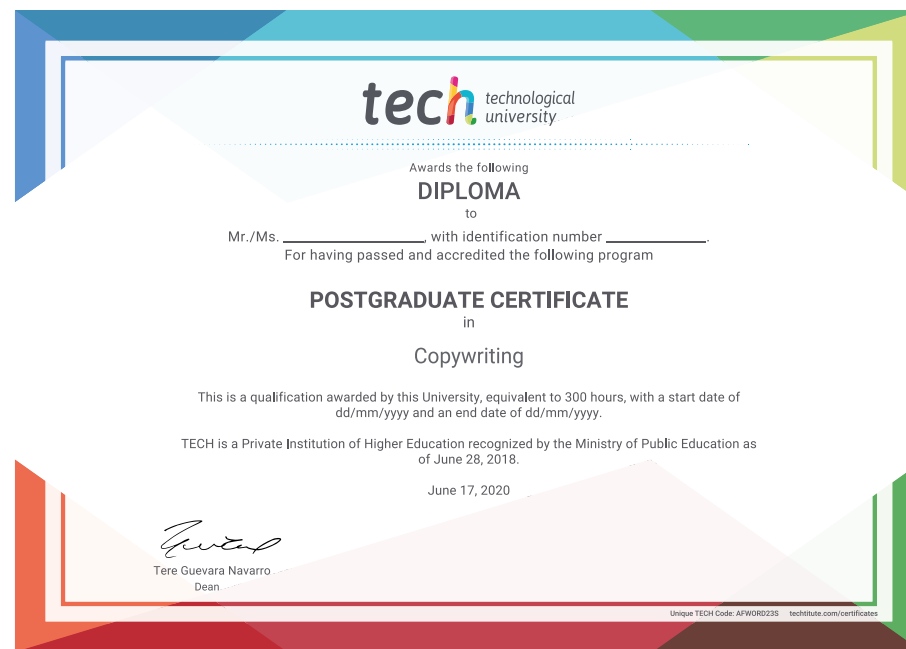 tech technological
university
Awards the following
DIPLOMA
to
Mr./Ms. ____________________, with identification number ______________.
For having passed and accredited the following program
POSTGRADUATE CERTIFICATE
in
Copywriting
This is a qualification awarded by this University, equivalent to 300 hours, with a start date of
dd/mm/yyyy and an end date of dd/mm/yyyy.
TECH is a Private Institution of Higher Education recognized by the Ministry of Public Education as
of June 28, 2018.
June 17, 2020
Tere Guevara Navarro
Dean
Unique TECH Code: AFWORD23S techtitute.com/certificates